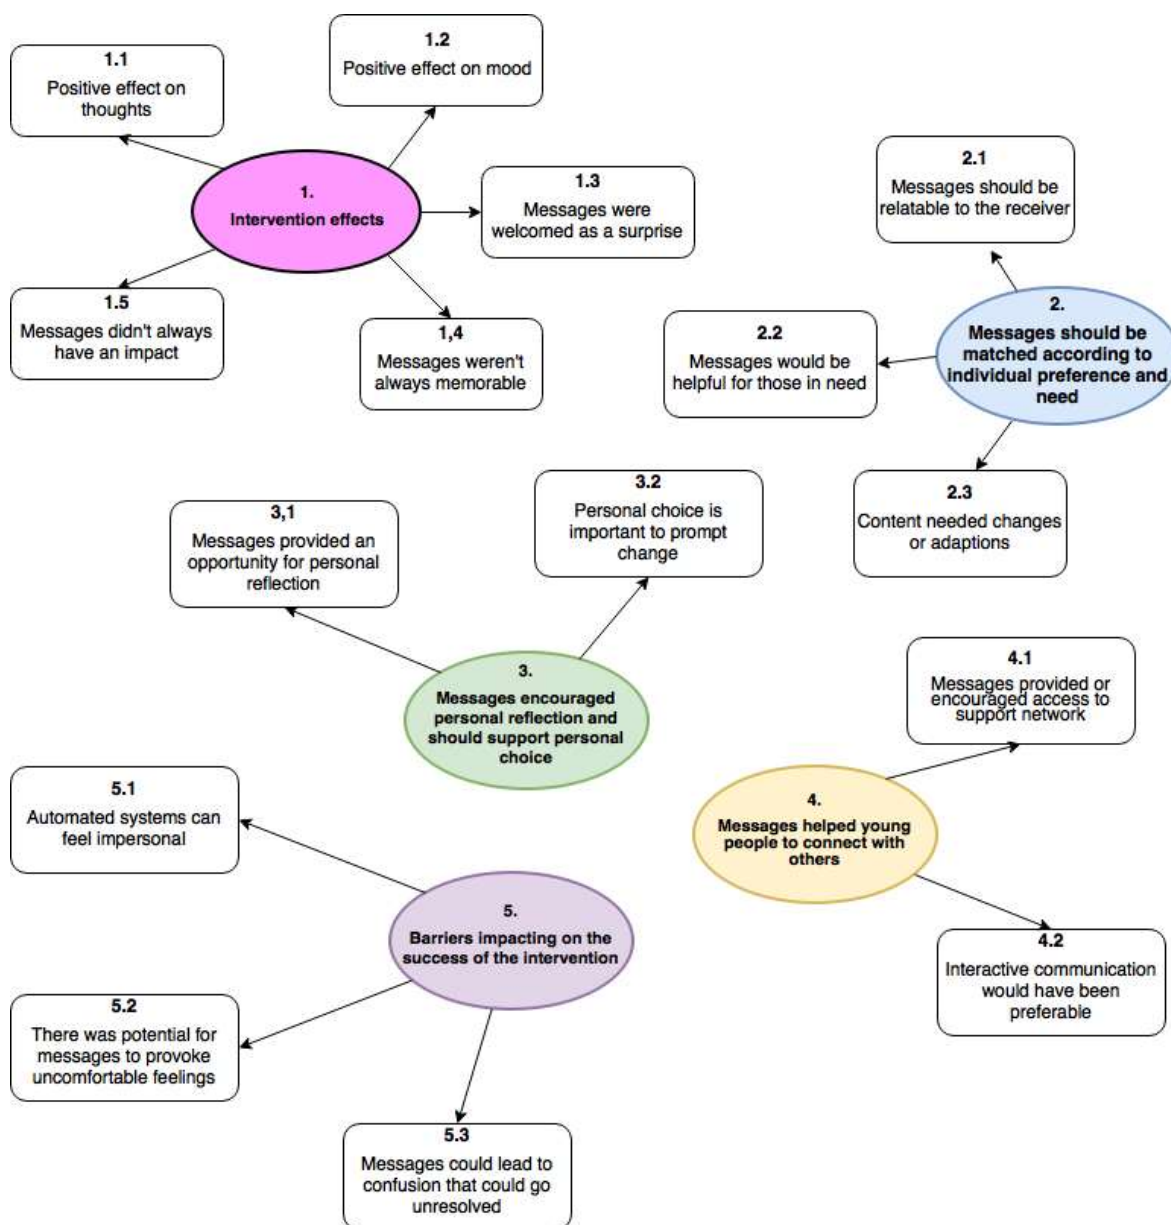 1.1
Positive effect on
thoughts
1.2
Positive effect on mood
1.
Intervention effects
1.3
Messages were
welcomed as a surprise
1,4
Messages weren't
always memorable
1.5
Messages didn't always
have an impact
2.1
Messages should be
relatable to the receiver
2.
Messages should be
matched according to
individual preference and
need
2.2
Messages would be
helpful for those in need
2.3
Content needed changes
or adaptions
3,1
Messages provided an
opportunity for personal
reflection
3.2
Personal choice is
important to prompt
change
3.
Messages encouraged
personal reflection and
should support personal
choice
4.1
Messages provided or
encouraged access to
support network
4.
Messages helped young
people to connect with
others
4.2
Interactive communication
would have been
preferable
5.1
Automated systems can
feel impersonal
5.
Barriers impacting on the
success of the intervention
5.2
There was potential for
messages to provoke
uncomfortable feelings
5.3
Messages could lead to
confusion that could go
unresolved